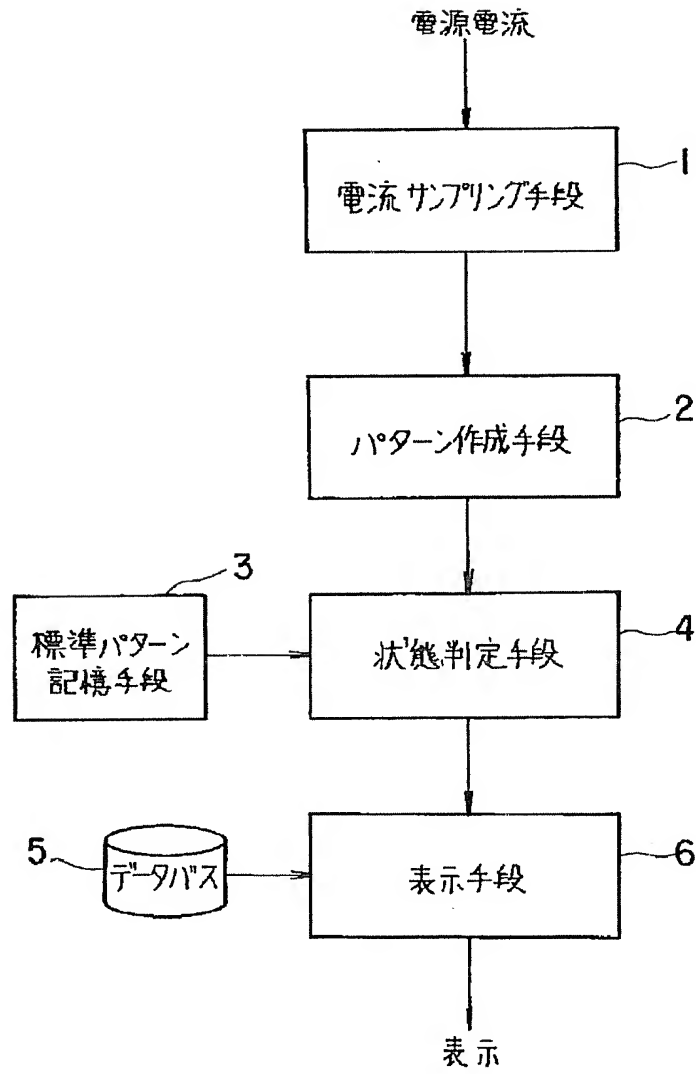 電源電流
1
電流サンプリング手段
2
パターン作成手段
3
標準パターン
記憶手段
4
状態判定手段
5
データバス
6
表示手段
表示